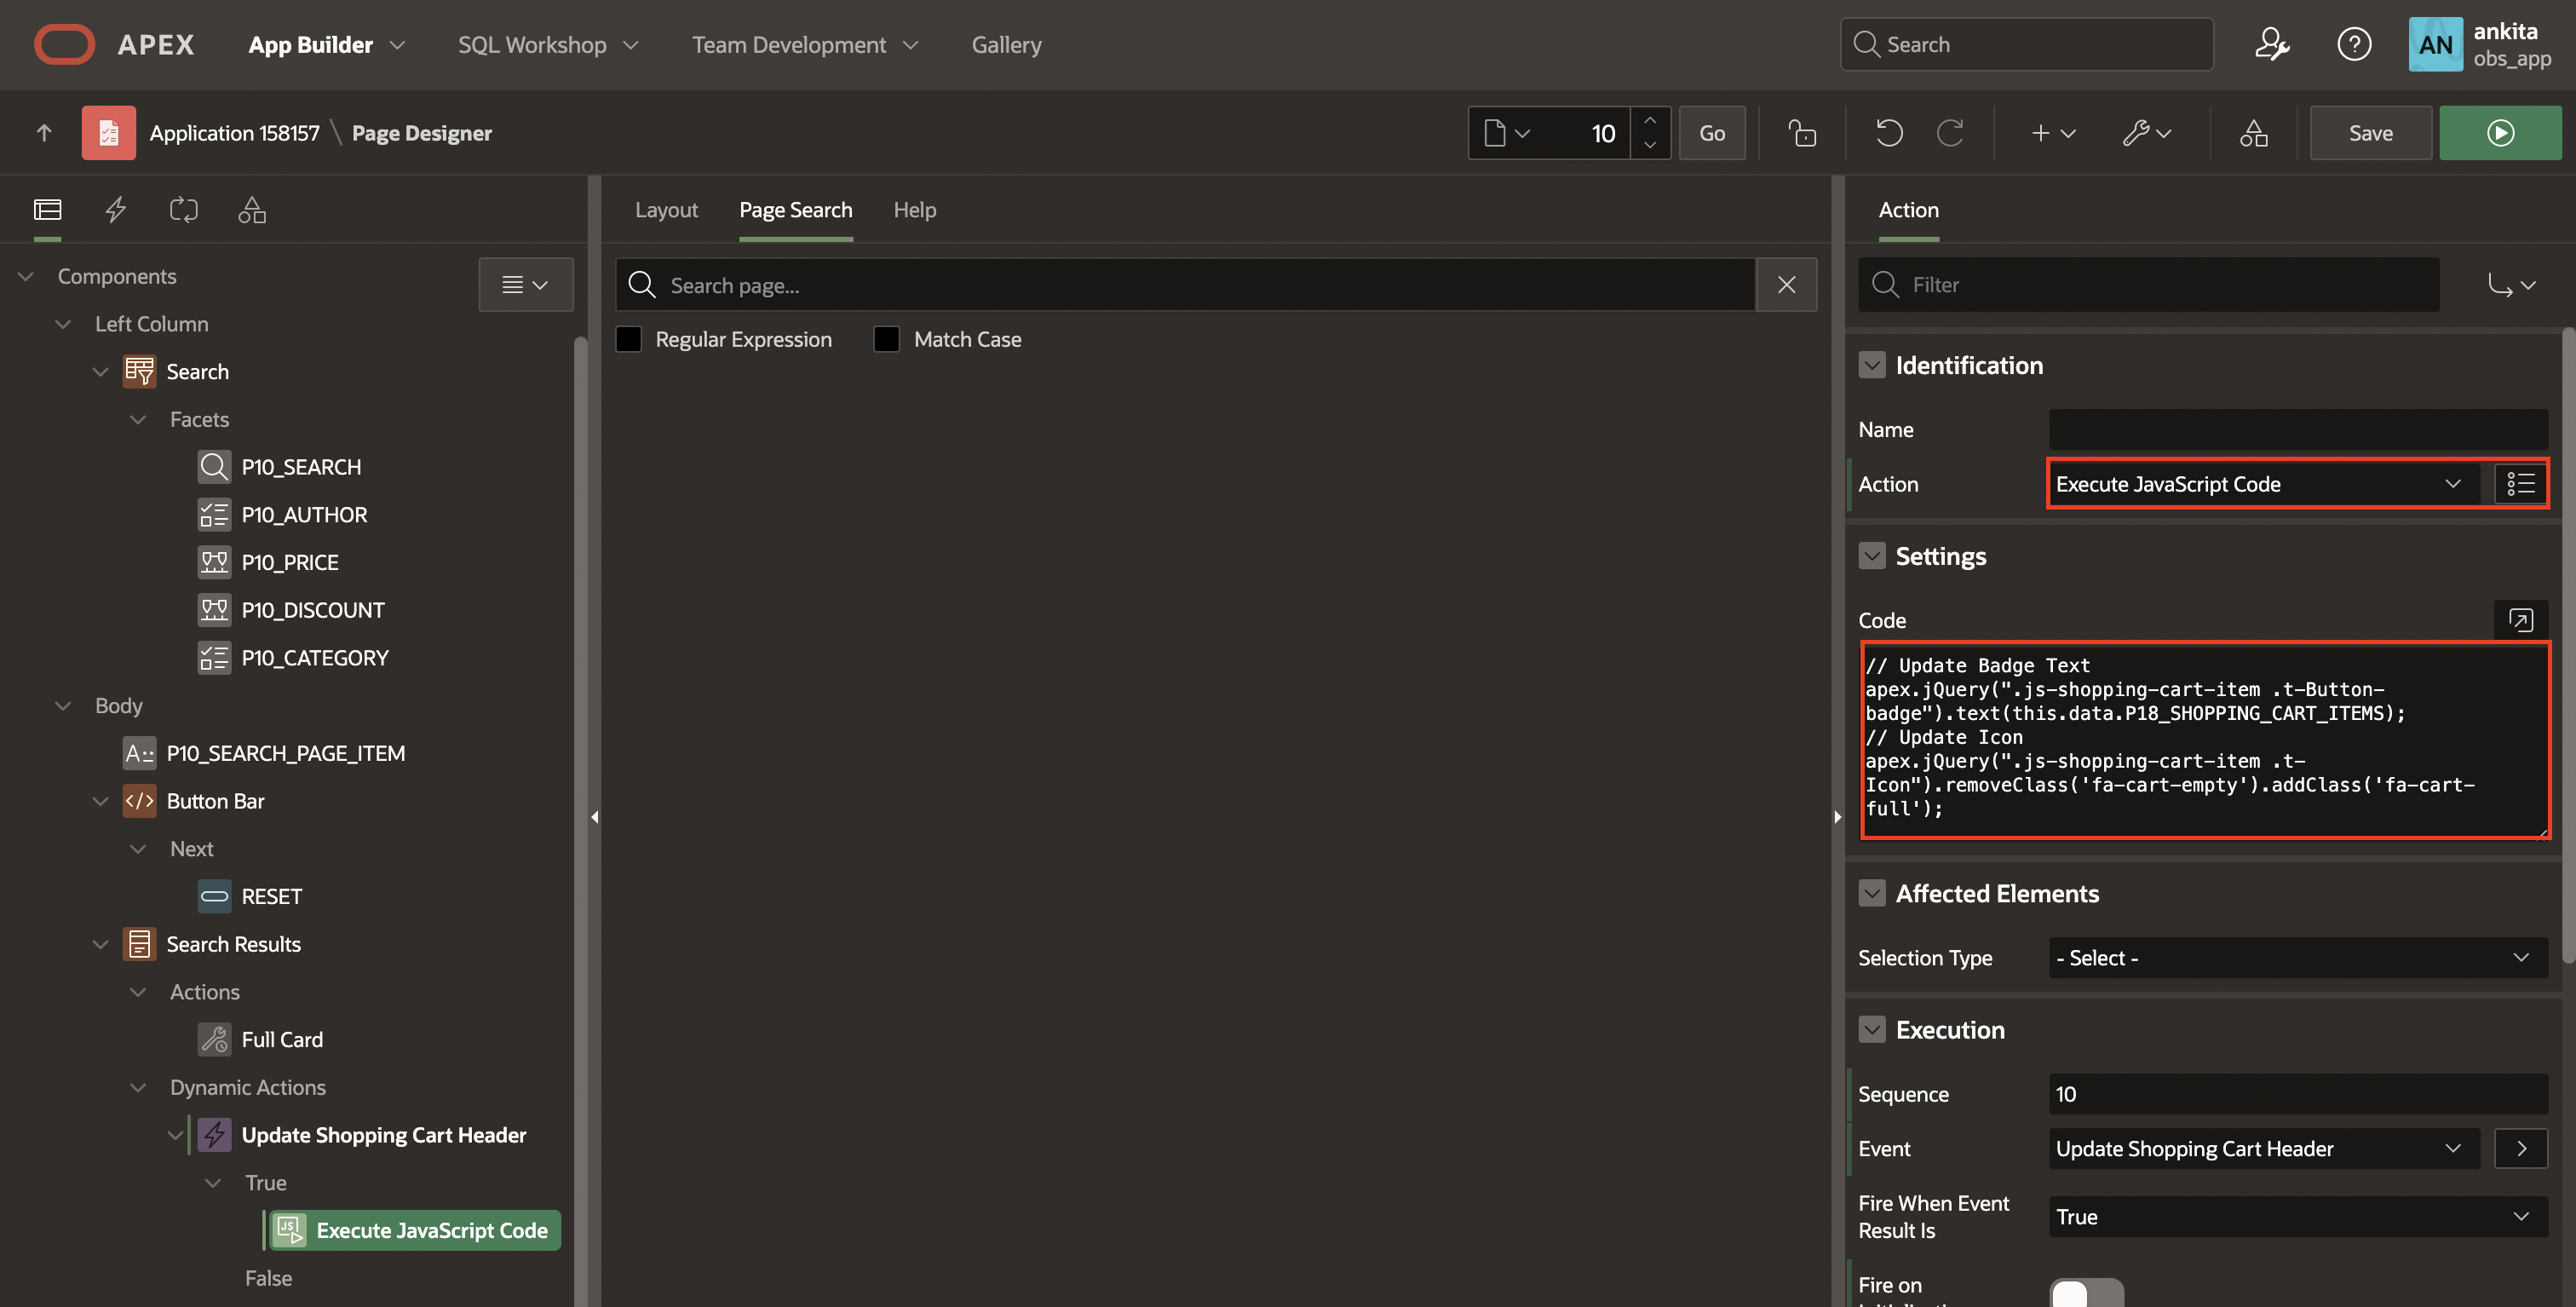 APEX
App Builder
SQL Workshop
Team Development
Gallery
Search
AN
ankita
obs_app
Application 158157 \ Page Designer
10
Go
Save
Components
Left Column
Search
Facets
P10_SEARCH
P10_AUTHOR
P10_PRICE
P10_DISCOUNT
P10_CATEGORY
Body
P10_SEARCH_PAGE_ITEM
Button Bar
Next
RESET
Search Results
Actions
Full Card
Dynamic Actions
Update Shopping Cart Header
True
Execute JavaScript Code
False
Layout
Page Search
Help
Search page...
Regular Expression
Match Case
Action
Filter
Identification
Name
Action
Execute JavaScript Code
Settings
Code
// Update Badge Text
apex.jQuery(".js-shopping-cart-item .t-Button-
badge").text(this.data.P18_SHOPPING_CART_ITEMS);
// Update Icon
apex.jQuery(".js-shopping-cart-item .t-
Icon").removeClass('fa-cart-empty').addClass('fa-cart-
full');
Affected Elements
Selection Type
- Select -
Execution
Sequence
10
Event
Update Shopping Cart Header
Fire When Event
Result Is
True
Fire on